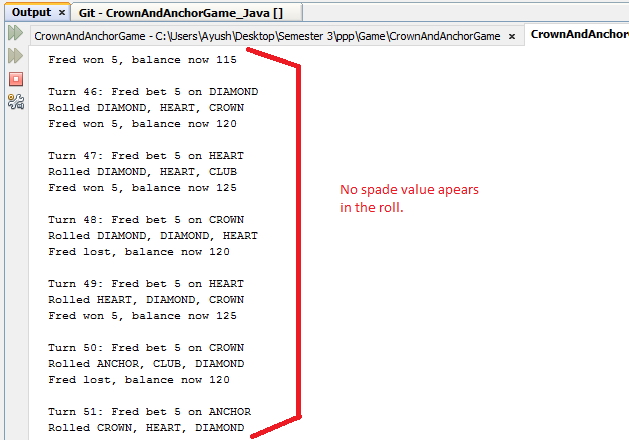 Output × Git - CrownAndAnchorGame_Java []
CrownAndAnchorGame - C:\Users\Ayush\Desktop\Semester 3\ppp\Game\CrownAndAnchorGame × CrownAndAnchor
Fred won 5, balance now 115
Turn 46: Fred bet 5 on DIAMOND
Rolled DIAMOND, HEART, CROWN
Fred won 5, balance now 120
Turn 47: Fred bet 5 on HEART
Rolled DIAMOND, HEART, CLUB
Fred won 5, balance now 125
Turn 48: Fred bet 5 on CROWN
Rolled DIAMOND, DIAMOND, HEART
Fred lost, balance now 120
Turn 49: Fred bet 5 on HEART
Rolled HEART, DIAMOND, CROWN
Fred won 5, balance now 125
Turn 50: Fred bet 5 on CROWN
Rolled ANCHOR, CLUB, DIAMOND
Fred lost, balance now 120
Turn 51: Fred bet 5 on ANCHOR
Rolled CROWN, HEART, DIAMOND
No spade value apears
in the roll.